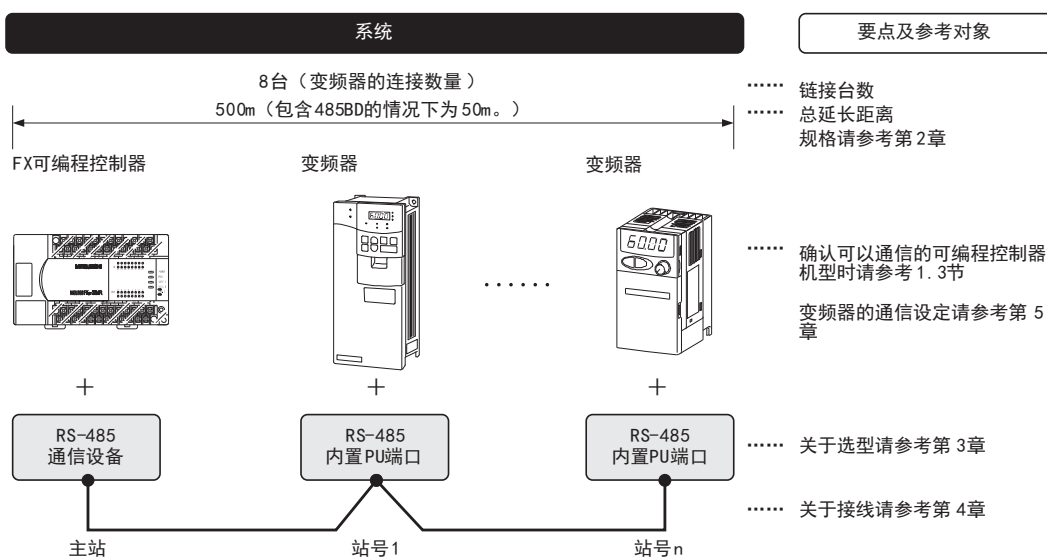 系统
要点及参考对象
8台（变频器的连接数量）
500m（包含485BD的情况下为50m。）
…… 链接台数
…… 总延长距离
规格请参考第2章
FX可编程控制器
变频器
变频器
60.00
……
…… 确认可以通信的可编程控制器
机型时请参考1.3节
变频器的通信设定请参考第 5
章
+
+
+
RS-485
通信设备
RS-485
内置PU端口
RS-485
内置PU端口
…… 关于选型请参考第 3章
…… 关于接线请参考第 4章
主站
站号1
站号n